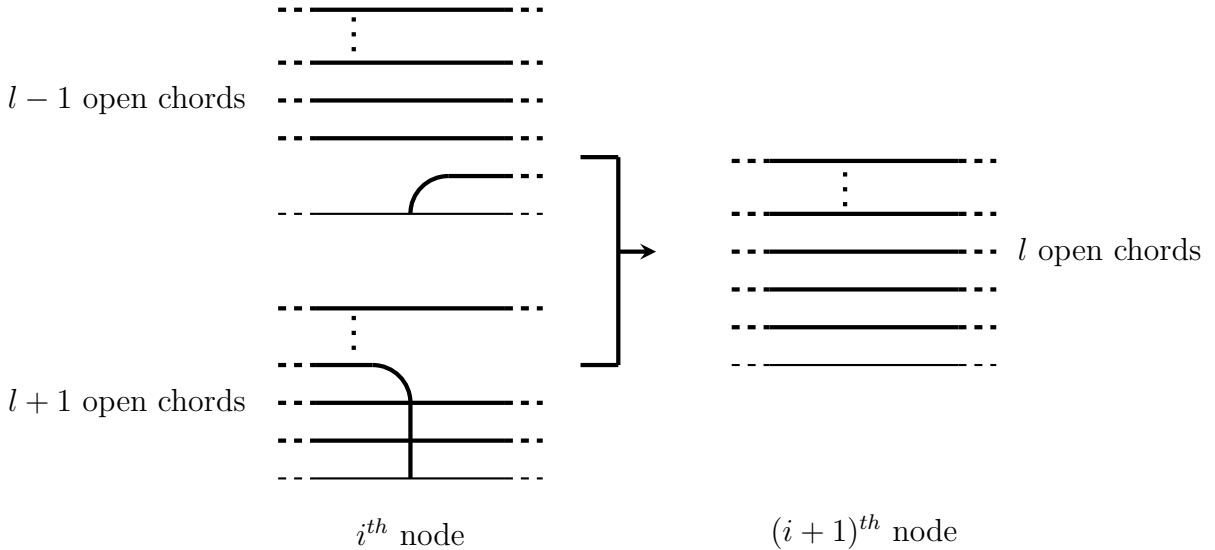 l − 1 open chords
l open chords
l + 1 open chords
i^{th} node
(i + 1)^{th} node